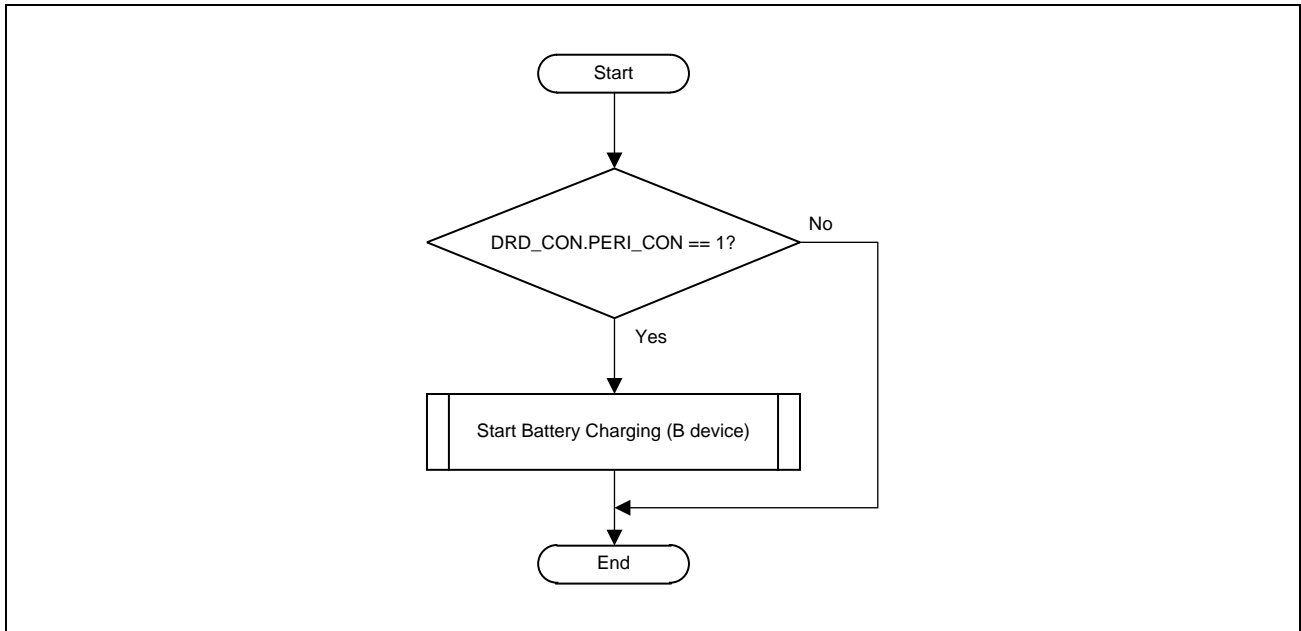 Start
DRD_CON.PERI_CON == 1?
No
Yes
Start Battery Charging (B device)
End